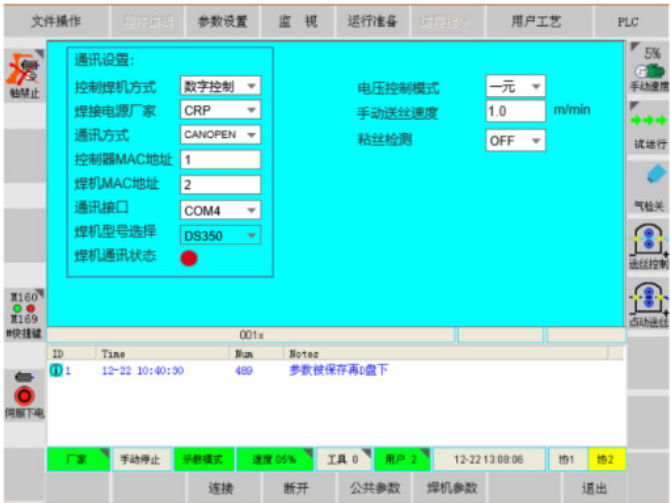 文件操作 程序编辑 参数设置 监 视 运行准备 编程指令 用户工艺 PLC
轴禁止
5%
手动速度
试运行
气检关
送丝控制
点动送丝
M160
M169
M快捷键
伺服下电
通讯设置:
控制焊机方式 数字控制
焊接电源厂家 CRP
通讯方式 CANOPEN
控制器MAC地址 1
焊机MAC地址 2
通讯接口 COM4
焊机型号选择 DS350
焊机通讯状态
电压控制模式 一元
手动送丝速度 1.0 m/min
粘丝检测 OFF
001x
ID Time Num Notes
1 12-22 10:40:30 489 参数被保存再D盘下
厂家 手动停止 示教模式 速度 05% 工具 0 用户 2 12-22 13:08:06 协1 协2
连接 断开 公共参数 焊机参数 退出